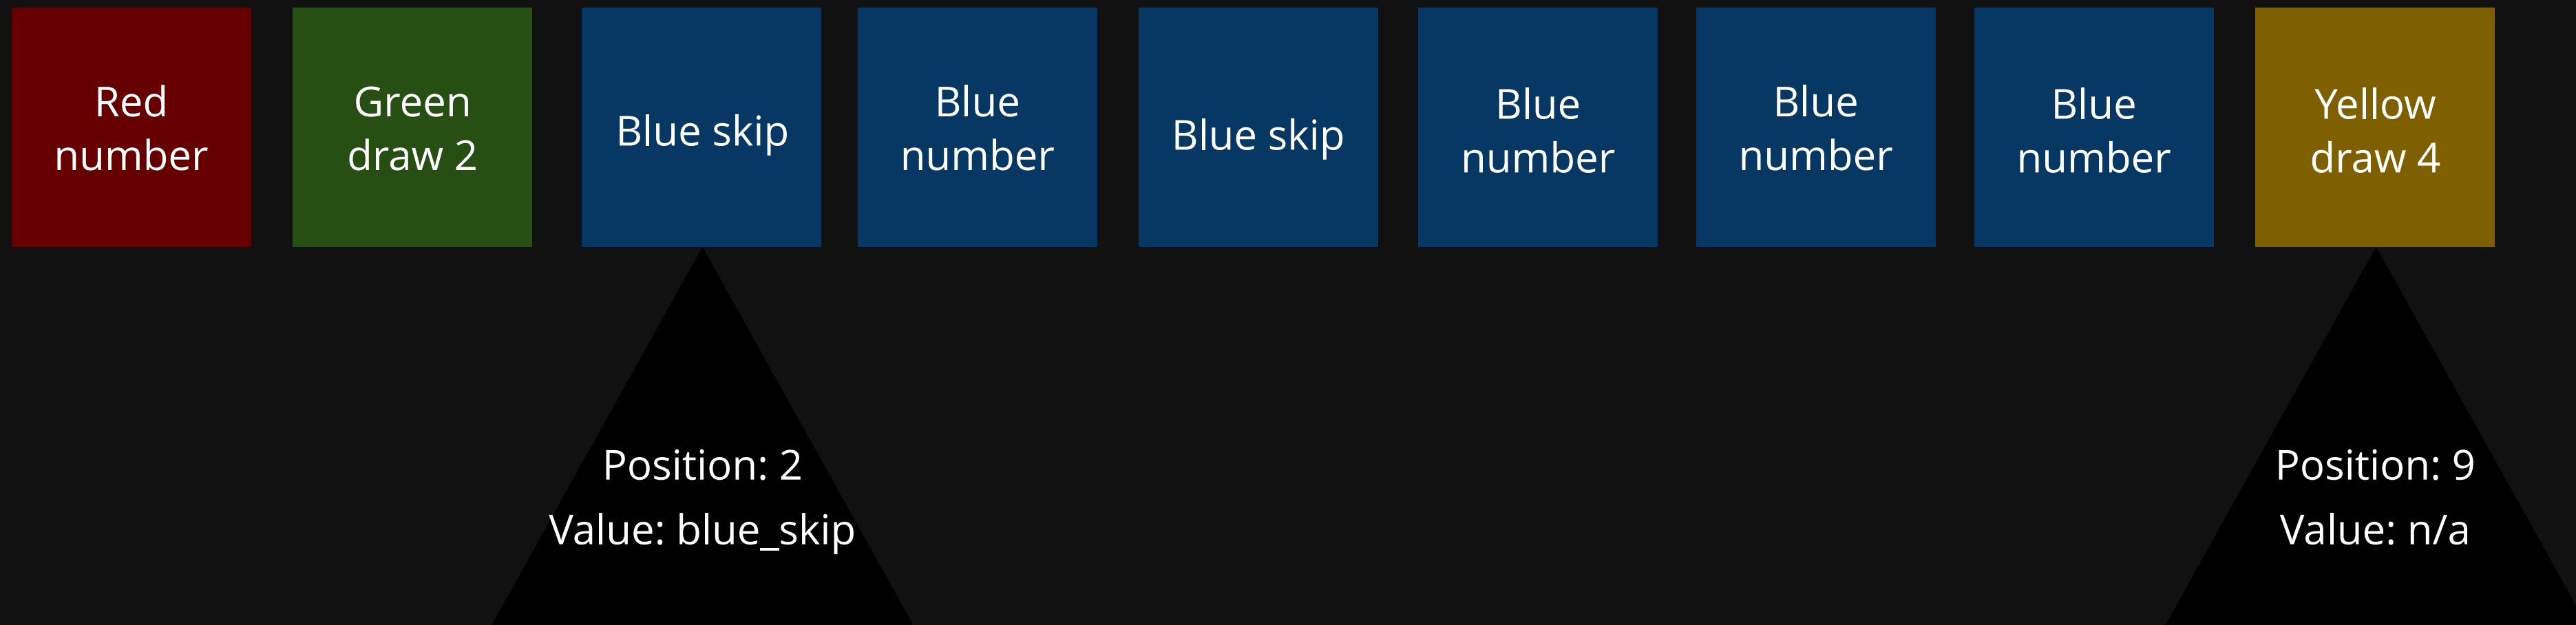 Red
number
Green
draw 2
Blue skip
Blue
number
Blue skip
Blue
number
Blue
number
Blue
number
Yellow
draw 4
Position: 2
Value: blue_skip
Position: 9
Value: n/a